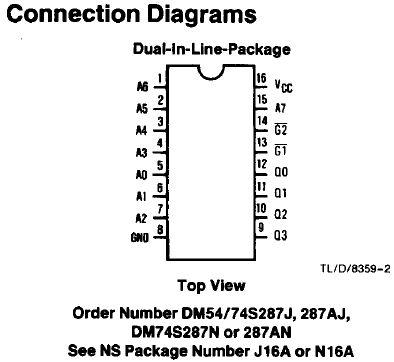 Connection Diagrams
Dual-In-Line-Package
A6 1 16 VCC
A5 2 15 A7
A3 3 14 G2
A4 4 13 G1
A0 5 12 Q0
A1 6 11 Q1
A2 7 10 Q2
GND 8 9 Q3
TL/D/8359-2
Top View
Order Number DM54/74S287J, 287AJ,
DM74S287N or 287AN
See NS Package Number J16A or N16A